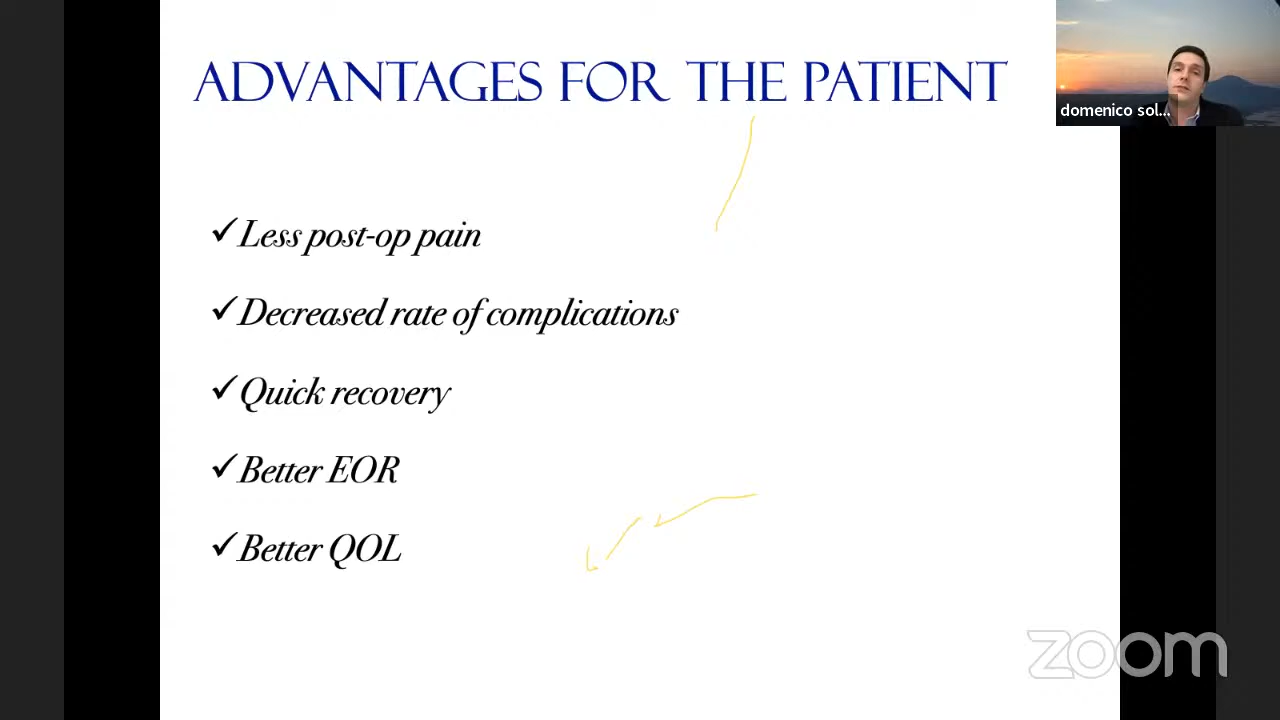 ADVANTAGES FOR THE PATIENT
domenico sol...
✓Less post-op pain
✓Decreased rate of complications
✓Quick recovery
✓Better EOR
✓Better QOL
zoom